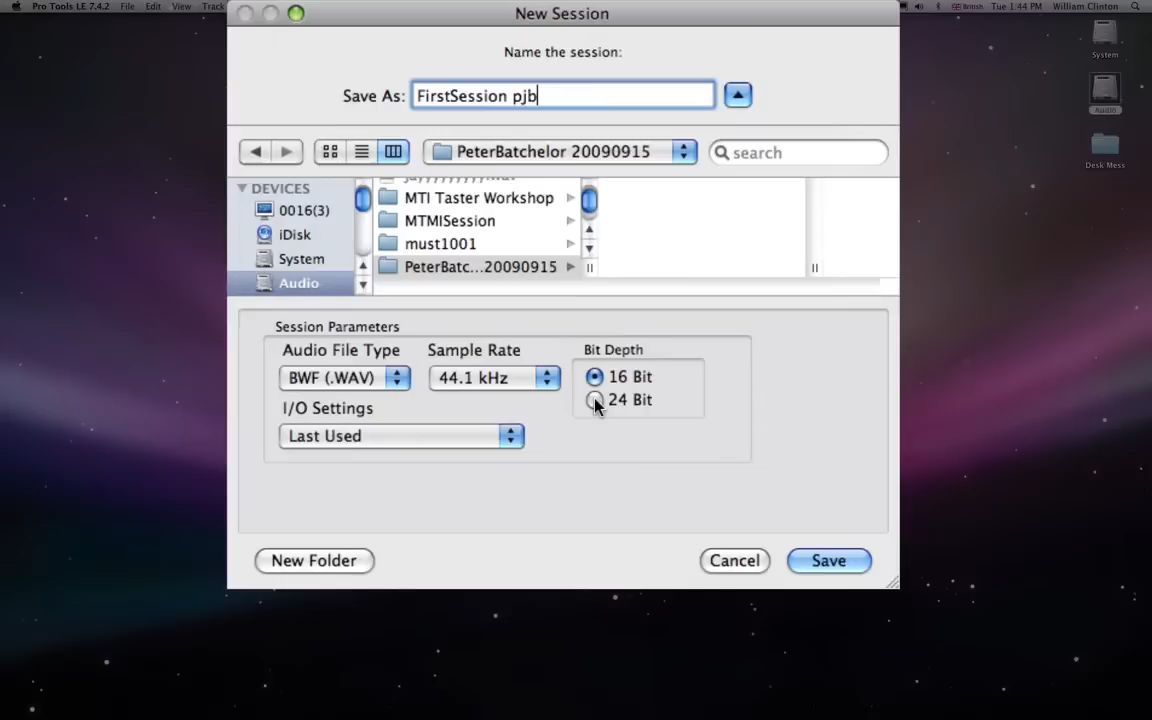 Pro Tools LE 7.4.2 File Edit View Track
British Tue 1:44 PM William Clinton
New Session
System
Name the session:
Save As: FirstSession pjb
Audio
PeterBatchelor 20090915
search
Desk Mess
DEVICES
0016(3)
iDisk
System
Audio
MTI Taster Workshop
MTMISession
must1001
PeterBatc...20090915
Session Parameters
Audio File Type Sample Rate Bit Depth
BWF (.WAV) 44.1 kHz 16 Bit
24 Bit
I/O Settings
Last Used
New Folder Cancel Save